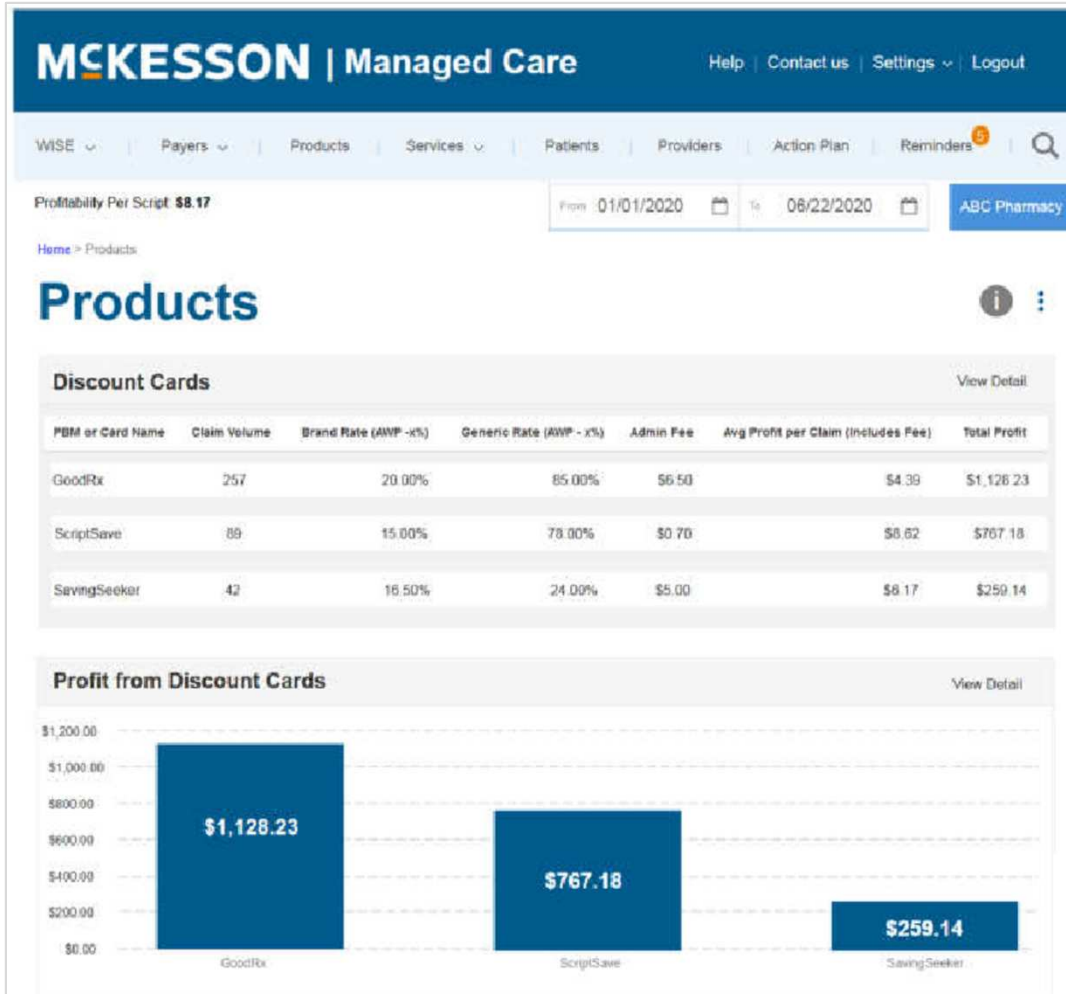 MCKESSON | Managed Care
Help | Contact us | Settings | Logout
WISE | Payers | Products | Services | Patients | Providers | Action Plan | Reminders 5
Profitability Per Script $8.17
From 01/01/2020 To 06/22/2020 ABC Pharmacy
Home > Products
Products
Discount Cards View Detail
PBM or Card Name Claim Volume Brand Rate (AWP -x%) Generic Rate (AWP - x%) Admin Fee Avg Profit per Claim (Includes Fee) Total Profit
GoodRx 257 20.00% 85.00% $6.50 $4.39 $1,128.23
ScriptSave 89 15.00% 78.00% $0.70 $8.62 $767.18
SavingSeeker 42 16.50% 24.00% $5.00 $6.17 $259.14
Profit from Discount Cards View Detail
$1,200.00
$1,000.00
$800.00
$600.00
$400.00
$200.00
$0.00
$1,128.23
$767.18
$259.14
GoodRx ScriptSave SavingSeeker